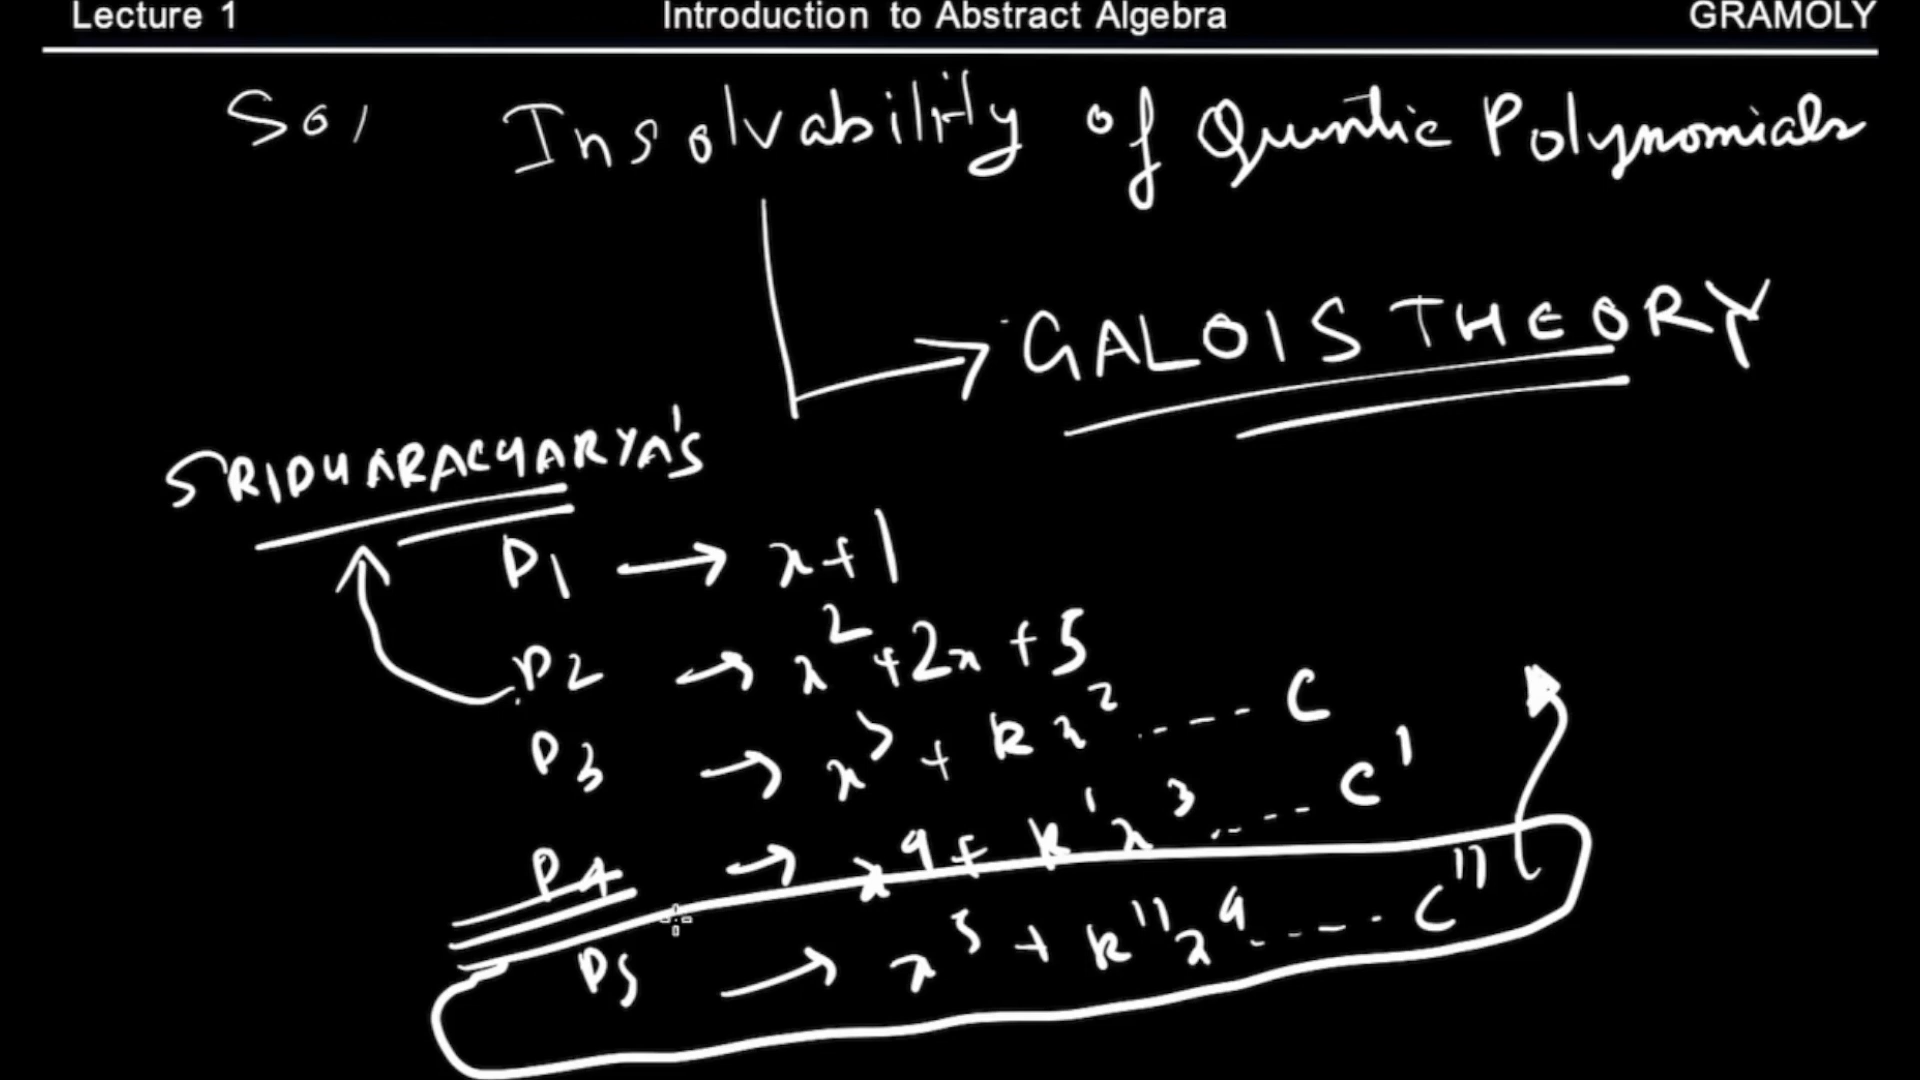 Lecture 1 Introduction to Abstract Algebra GRAMOLY
So, Insolvability of Quintic Polynomials
GALOIS THEORY
SRIDHARACHARYA'S
P1 → x+1
P2 → x²+2x+5
P3 → x³ + kx² ---- C
P4 → x⁴ + k'x³ ---- C'
P5 → x⁵ + k''x⁴ ---- C''